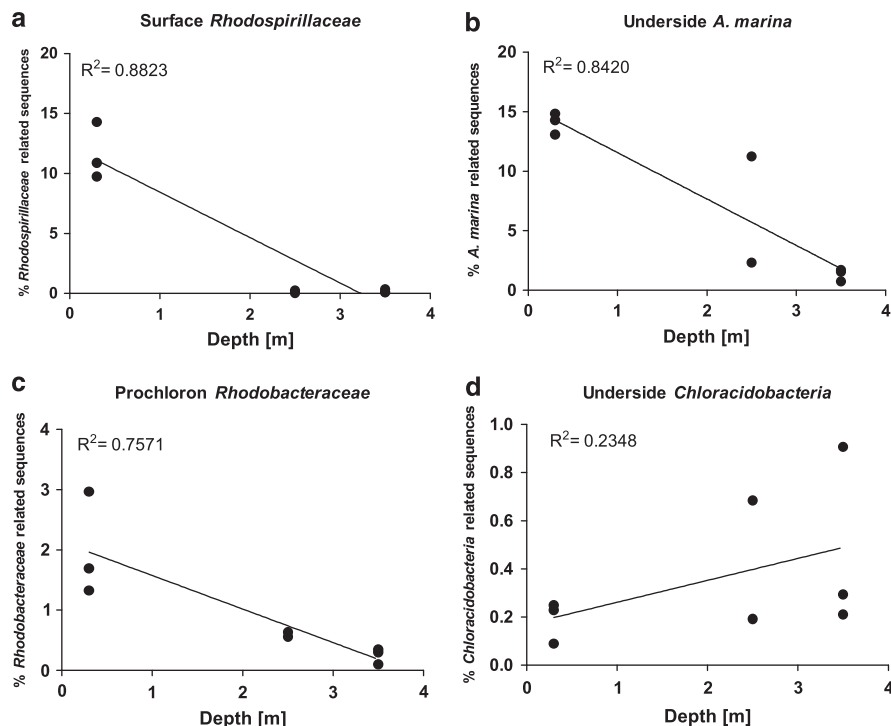 a
Surface Rhodospirillaceae
% Rhodospirillaceae related sequences
20
15
10
5
0
R²= 0.8823
0 1 2 3 4
Depth [m]
b
Underside A. marina
% A. marina related sequences
20
15
10
5
0
R²= 0.8420
0 1 2 3 4
Depth [m]
c
Prochloron Rhodobacteraceae
% Rhodobacteraceae related sequences
4
3
2
1
0
R²= 0.7571
0 1 2 3 4
Depth [m]
d
Underside Chloracidobacteria
% Chloracidobacteria related sequences
1.0
0.8
0.6
0.4
0.2
0.0
R²= 0.2348
0 1 2 3 4
Depth [m]